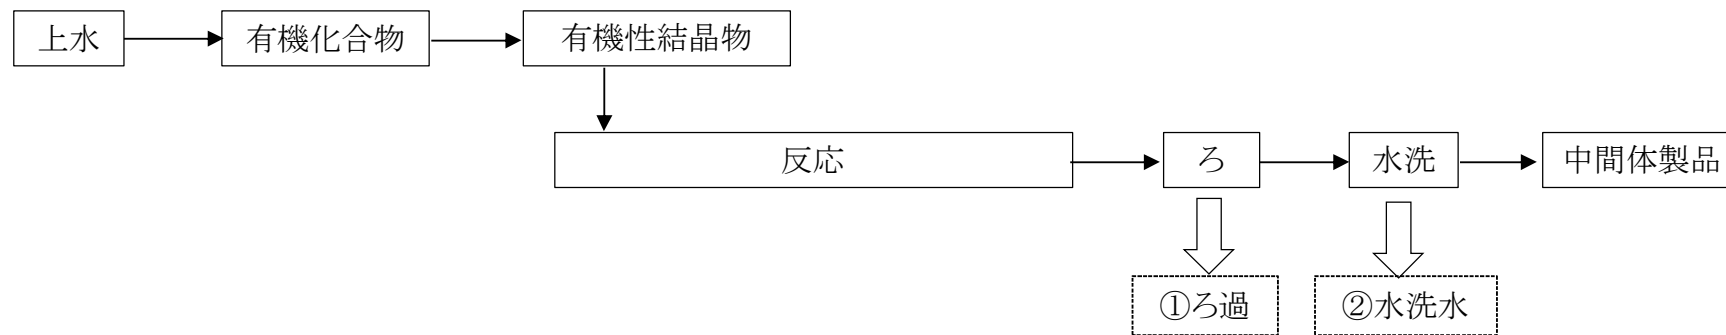 上水
有機化合物
有機性結晶物
反応
ろ
水洗
中間体製品
①ろ過
②水洗水